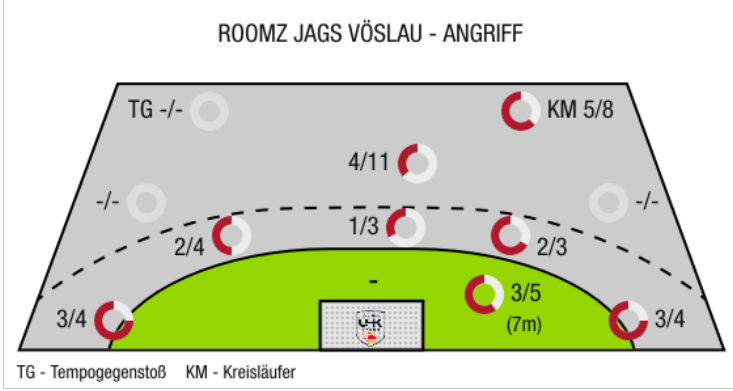 ROOMZ JAGS VÖSLAU - ANGRIFF
TG -/-
KM 5/8
4/11
-/-
-/-
2/4
1/3
2/3
-
3/4
3/5
(7m)
3/4
TG - Tempogegenstoß KM - Kreisläufer